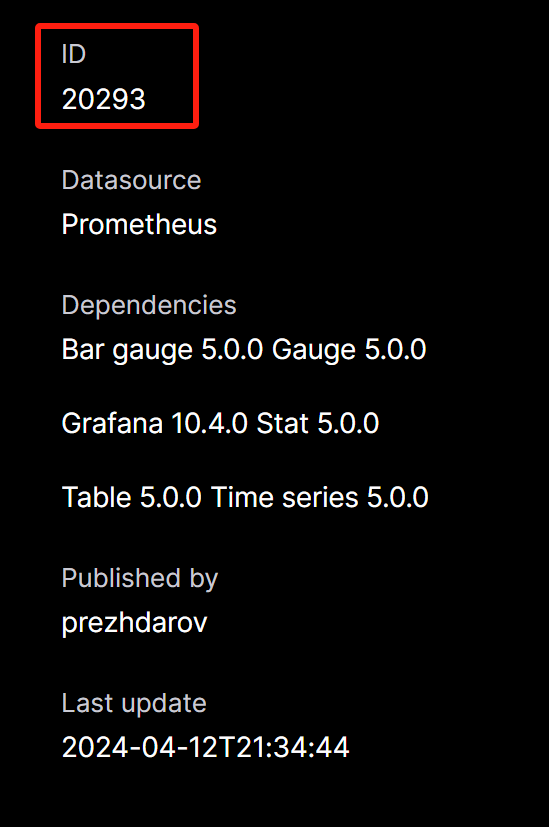 ID
20293
Datasource
Prometheus
Dependencies
Bar gauge 5.0.0 Gauge 5.0.0
Grafana 10.4.0 Stat 5.0.0
Table 5.0.0 Time series 5.0.0
Published by
prezhdarov
Last update
2024-04-12T21:34:44